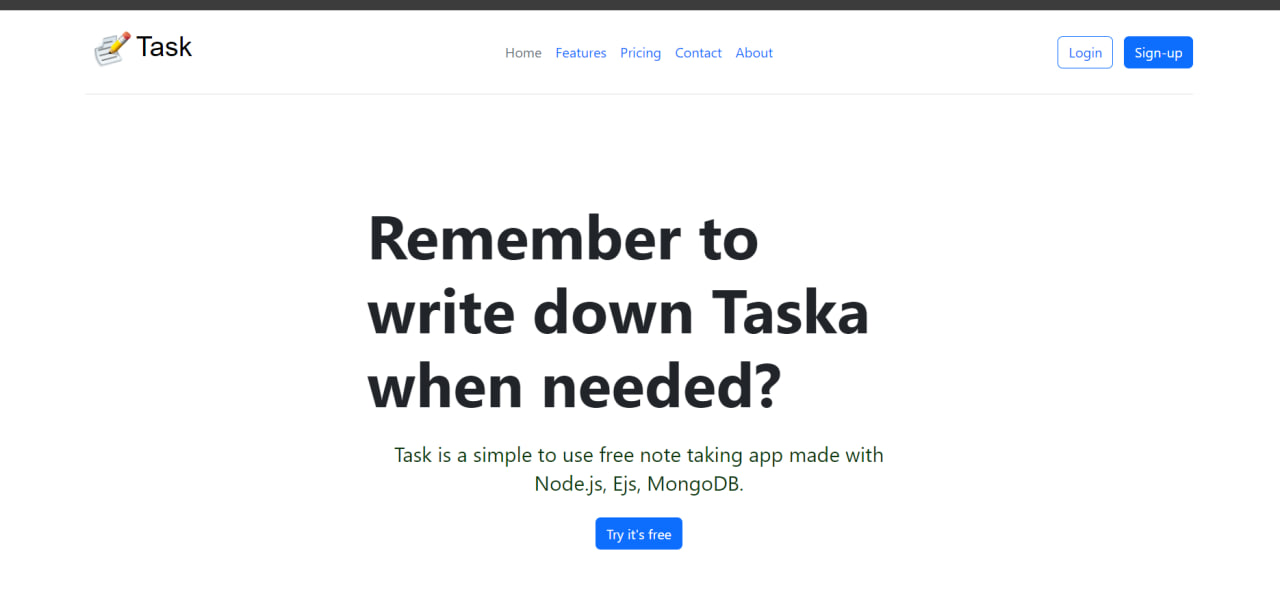 Task
Home Features Pricing Contact About
Login Sign-up
Remember to
write down Taska
when needed?
Task is a simple to use free note taking app made with
Node.js, Ejs, MongoDB.
Try it's free